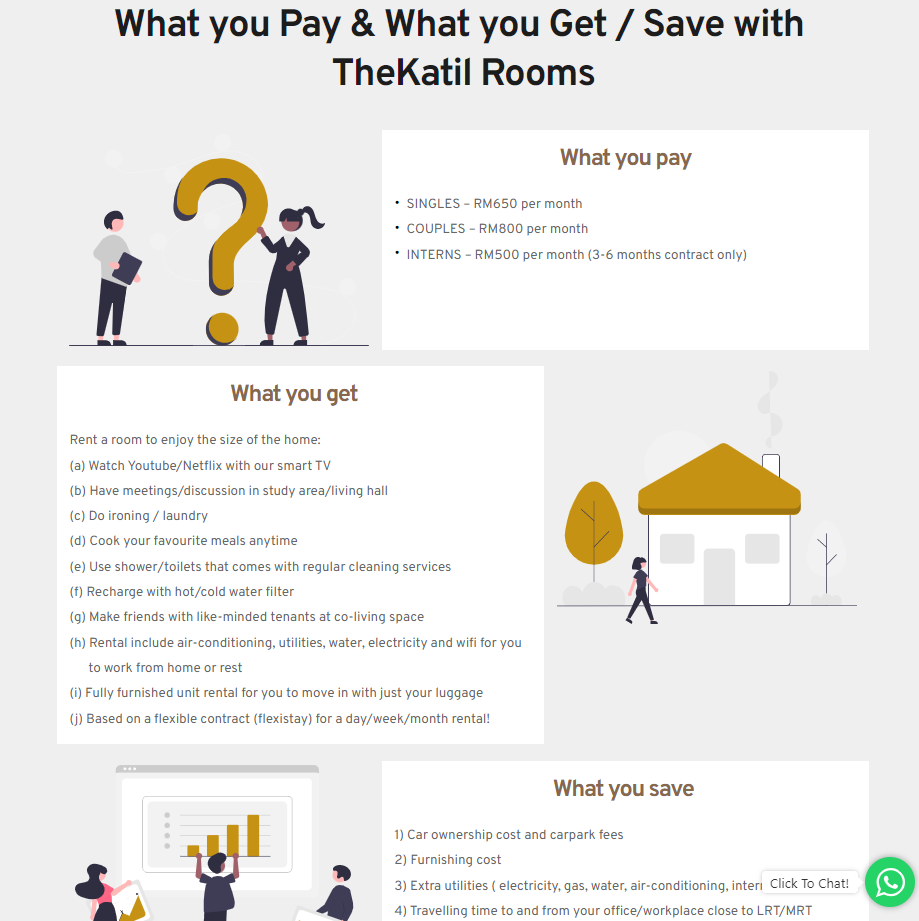 What you Pay & What you Get / Save with
TheKatil Rooms
What you pay
• SINGLES – RM650 per month
• COUPLES – RM800 per month
• INTERNS – RM500 per month (3-6 months contract only)
What you get
Rent a room to enjoy the size of the home:
(a) Watch Youtube/Netflix with our smart TV
(b) Have meetings/discussion in study area/living hall
(c) Do ironing / laundry
(d) Cook your favourite meals anytime
(e) Use shower/toilets that comes with regular cleaning services
(f) Recharge with hot/cold water filter
(g) Make friends with like-minded tenants at co-living space
(h) Rental include air-conditioning, utilities, water, electricity and wifi for you
to work from home or rest
(i) Fully furnished unit rental for you to move in with just your luggage
(j) Based on a flexible contract (flexistay) for a day/week/month rental!
What you save
1) Car ownership cost and carpark fees
2) Furnishing cost
3) Extra utilities ( electricity, gas, water, air-conditioning,
Click To Chat!
4) Travelling time to and from your office/workplace close to LRT/MRT